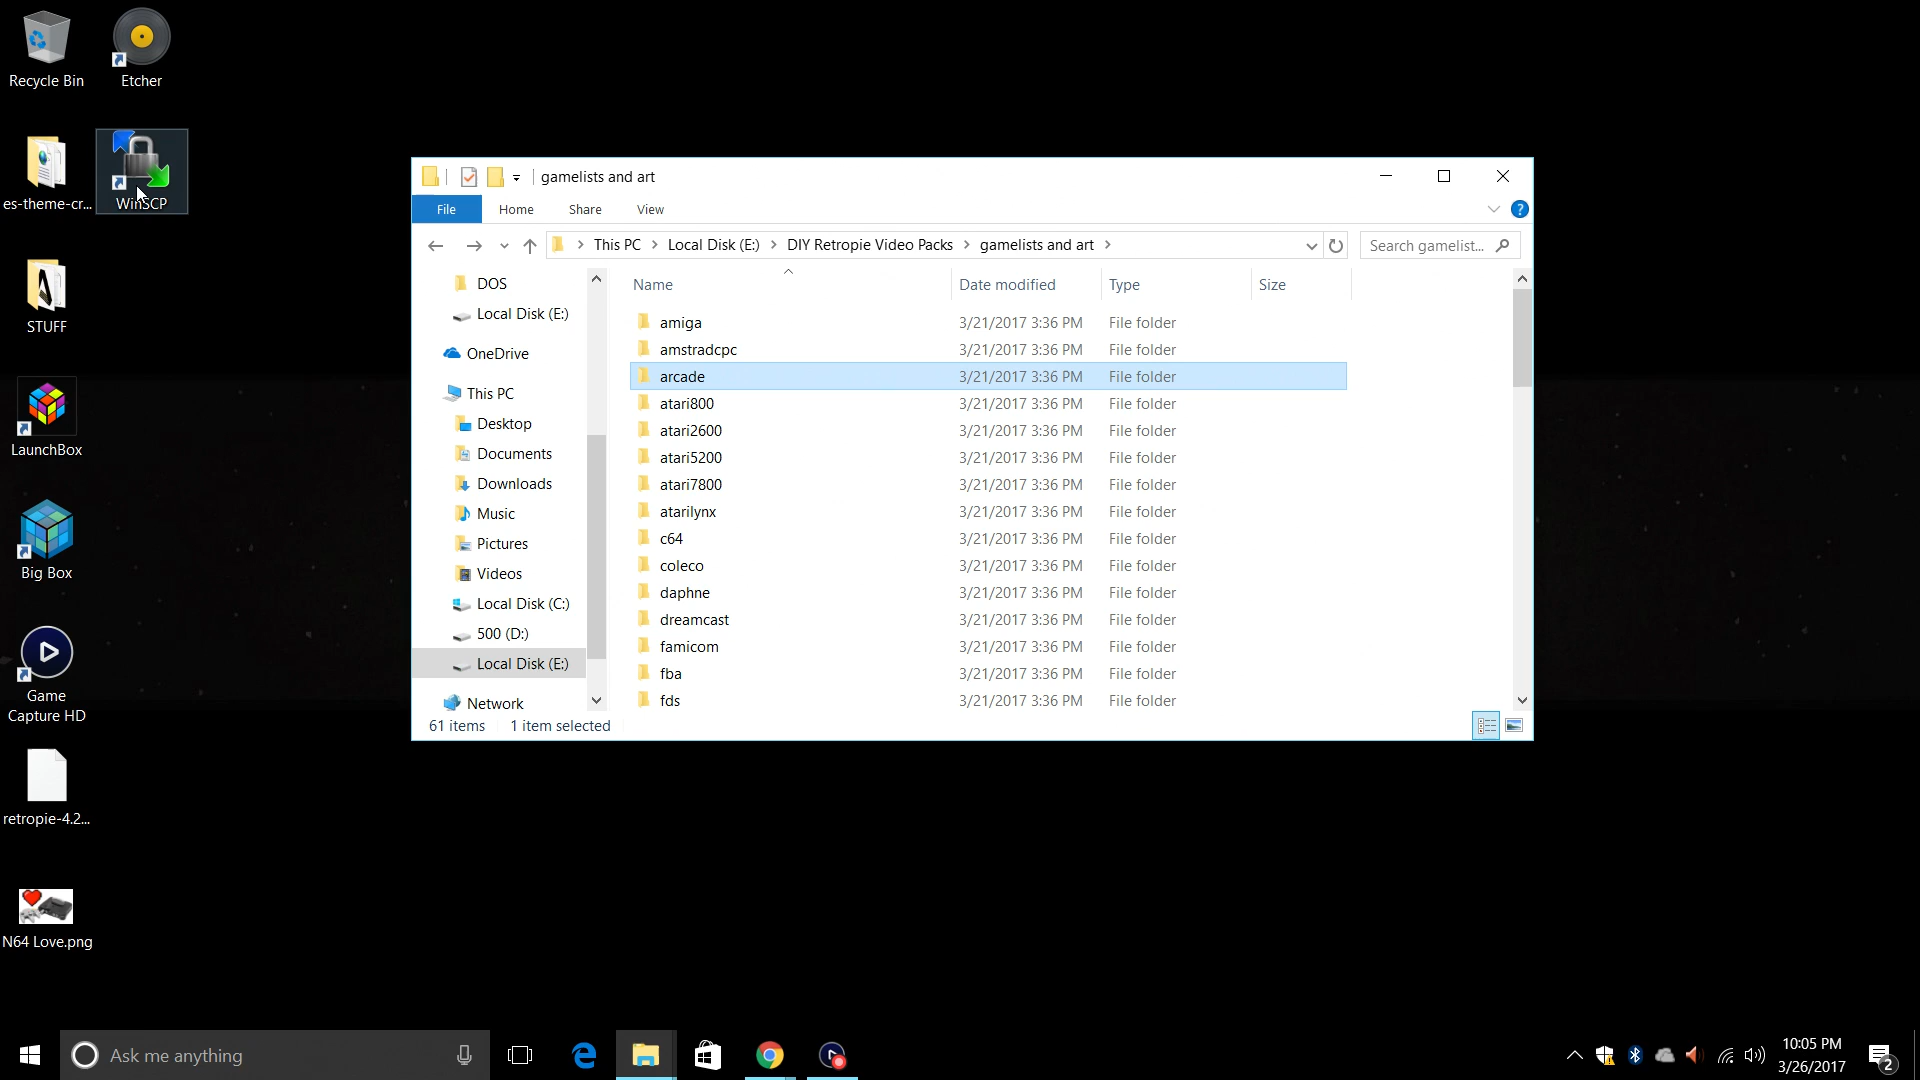 Recycle Bin
Etcher
es-theme-cr...
WinSCP
STUFF
LaunchBox
Big Box
Game
Capture HD
retropie-4.2...
N64 Love.png
gamelists and art
File Home Share View
This PC Local Disk (E:) DIY Retropie Video Packs gamelists and art
Search gamelist...
DOS
Local Disk (E:)
OneDrive
This PC
Desktop
Documents
Downloads
Music
Pictures
Videos
Local Disk (C:)
500 (D:)
Local Disk (E:)
Network
Name Date modified Type Size
amiga 3/21/2017 3:36 PM File folder
amstradcpc 3/21/2017 3:36 PM File folder
arcade 3/21/2017 3:36 PM File folder
atari800 3/21/2017 3:36 PM File folder
atari2600 3/21/2017 3:36 PM File folder
atari5200 3/21/2017 3:36 PM File folder
atari7800 3/21/2017 3:36 PM File folder
atarilynx 3/21/2017 3:36 PM File folder
c64 3/21/2017 3:36 PM File folder
coleco 3/21/2017 3:36 PM File folder
daphne 3/21/2017 3:36 PM File folder
dreamcast 3/21/2017 3:36 PM File folder
famicom 3/21/2017 3:36 PM File folder
fba 3/21/2017 3:36 PM File folder
fds 3/21/2017 3:36 PM File folder
61 items 1 item selected
Ask me anything
10:05 PM
3/26/2017
2